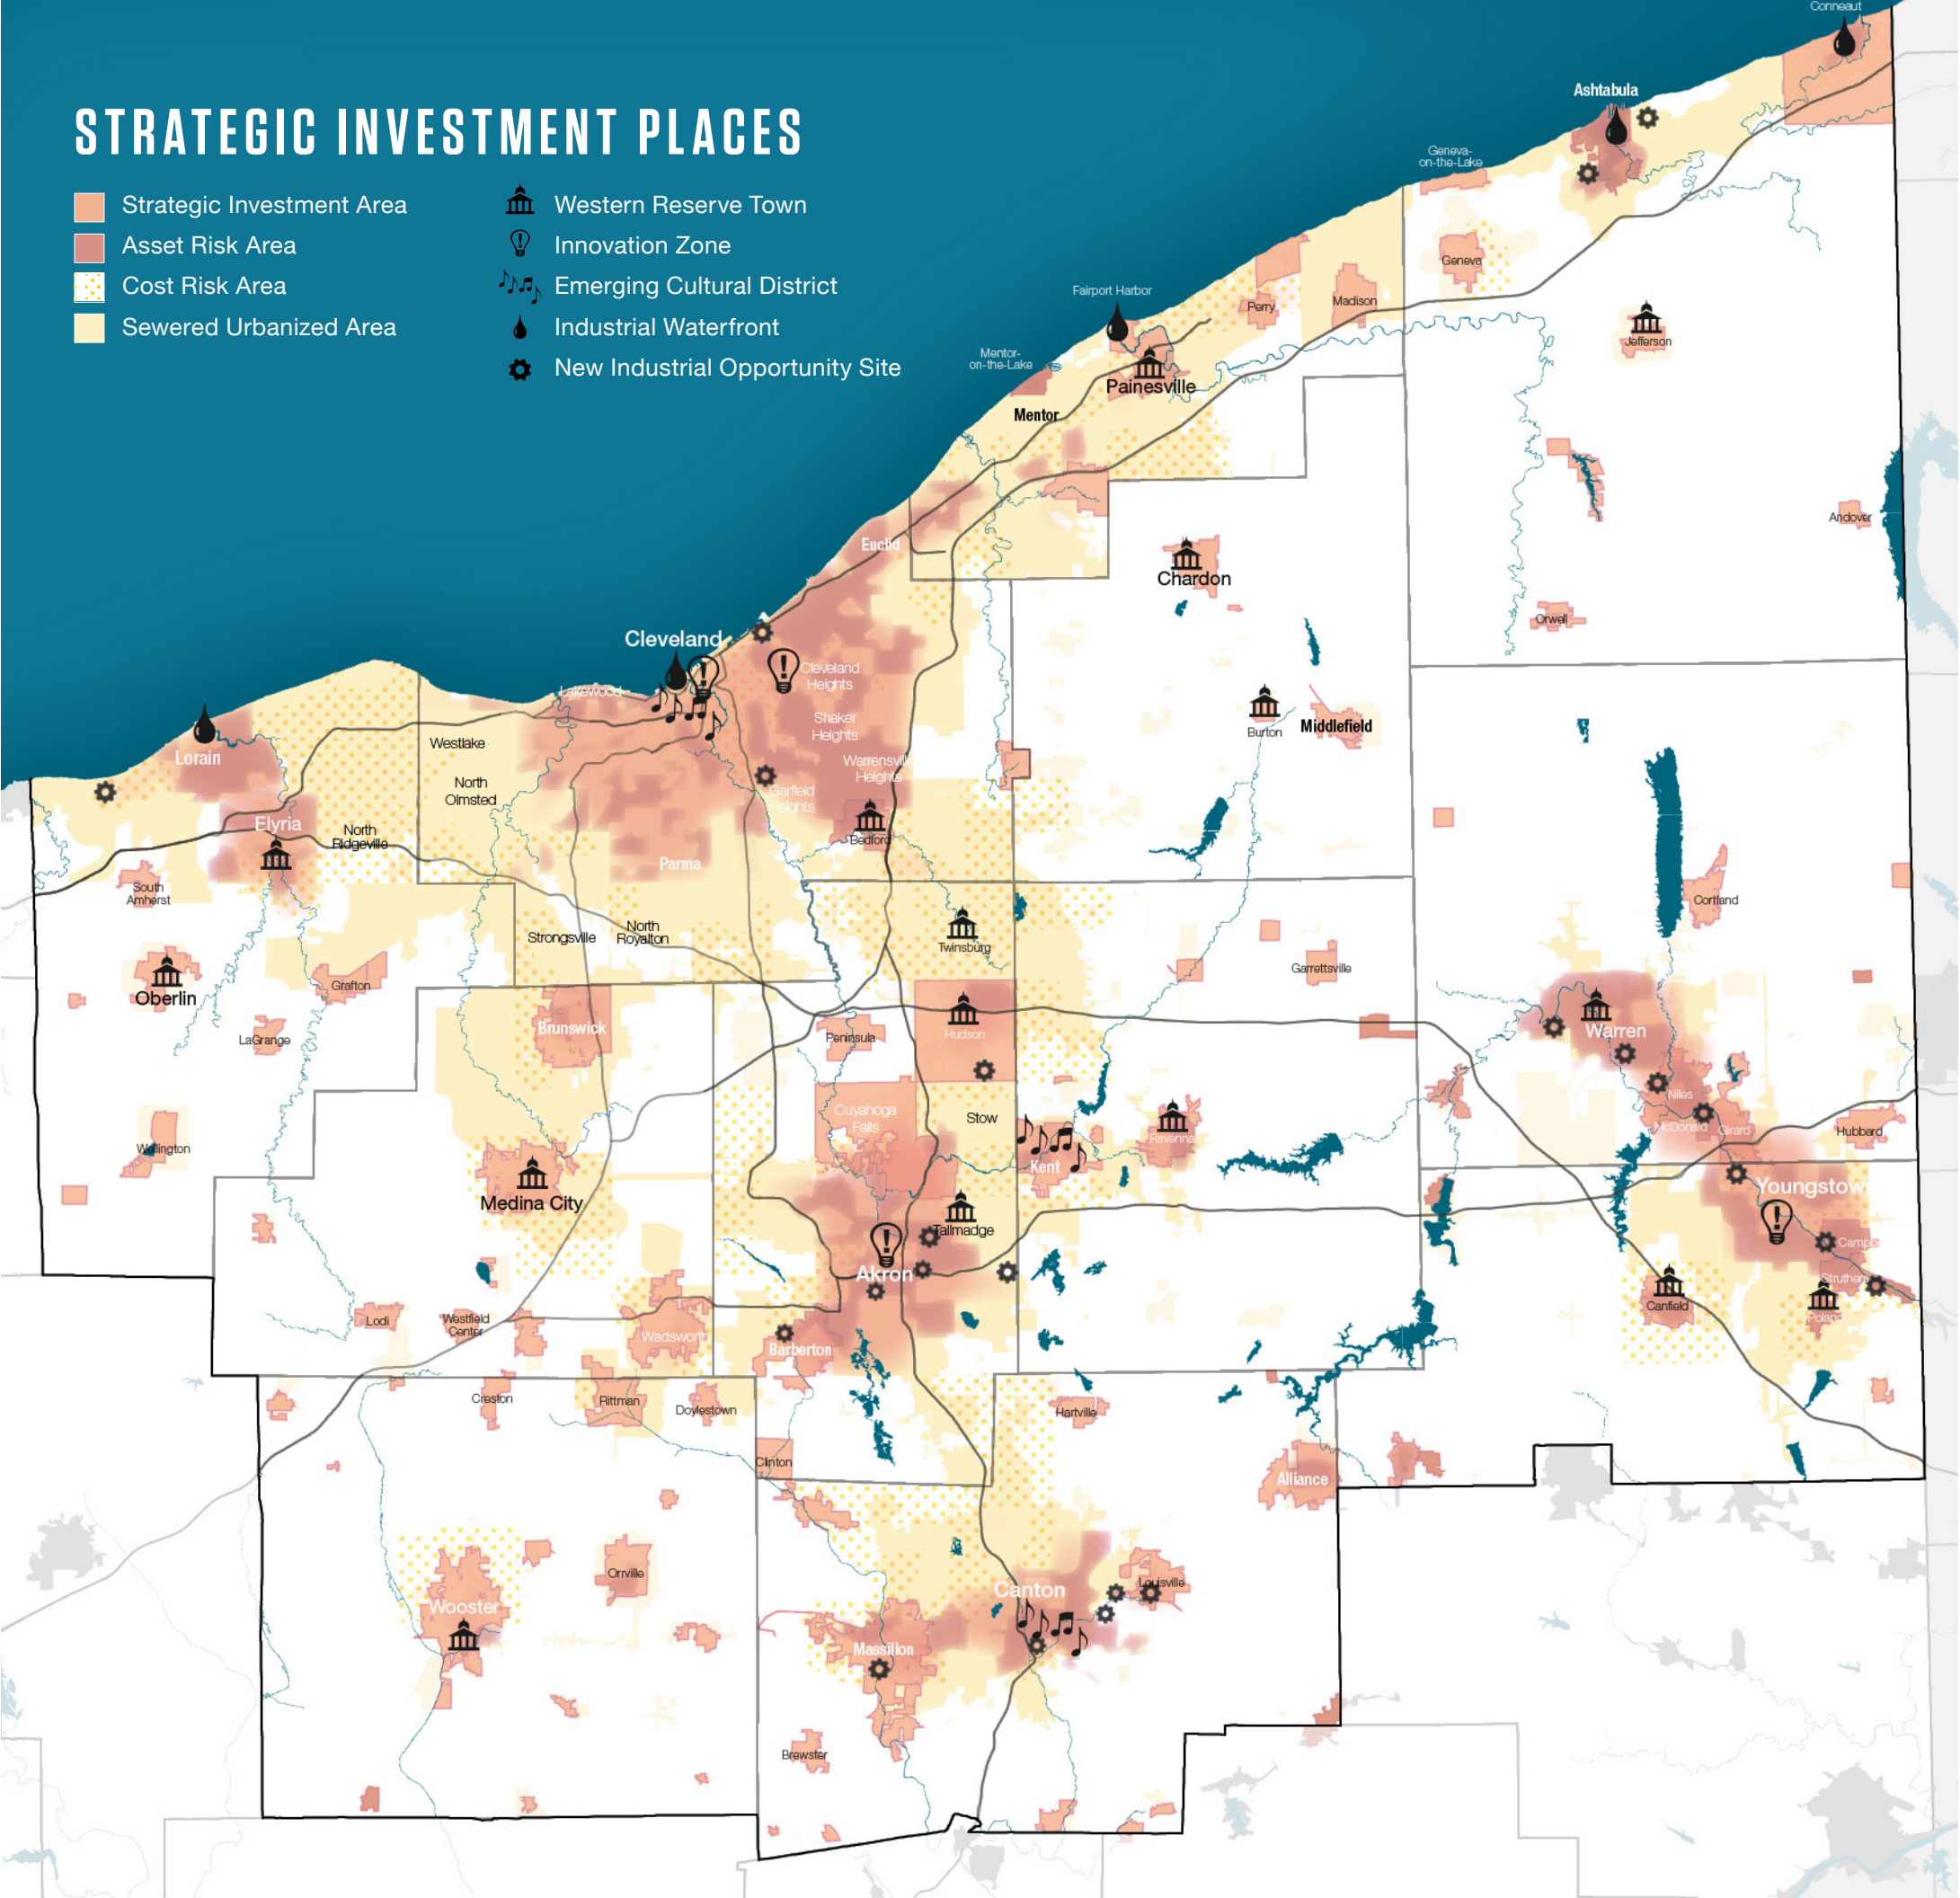 STRATEGIC INVESTMENT PLACES
Strategic Investment Area
Asset Risk Area
Cost Risk Area
Sewered Urbanized Area
Western Reserve Town
Innovation Zone
Emerging Cultural District
Industrial Waterfront
New Industrial Opportunity Site
Conneaut
Ashtabula
Geneva-
on-the-Lake
Geneva
Jefferson
Fairport Harbor
Perry
Madison
Mentor-
on-the-Lake
Painesville
Mentor
Andover
Euclid
Chardon
Orwell
Cleveland
Lakewood
Cleveland
Heights
Shaker
Heights
Burton
Middlefield
Lorain
Westlake
Warrensvill
Heights
North
Olmsted
Garfield
Heights
Elyria
North
Ridgeville
Bedford
Parma
South
Amherst
Cortland
Strongsville
North
Royalton
Twinsburg
Garrettsville
Grafton
Oberlin
Brunswick
Hudson
Peninsula
LaGrange
Warren
Niles
McDonald
Girard
Hubbard
Cuyahoga
Falls
Stow
Ravenna
Wellington
Kent
Medina City
Youngstow
Tallmadge
Akron
Camp
Struthers
Canfield
Poland
Lodi
Westfield
Center
Wadsworth
Barberton
Creston
Rittman
Doylestown
Hartville
Clinton
Alliance
Orrville
Louisville
Canton
Wooster
Massillon
Brewster